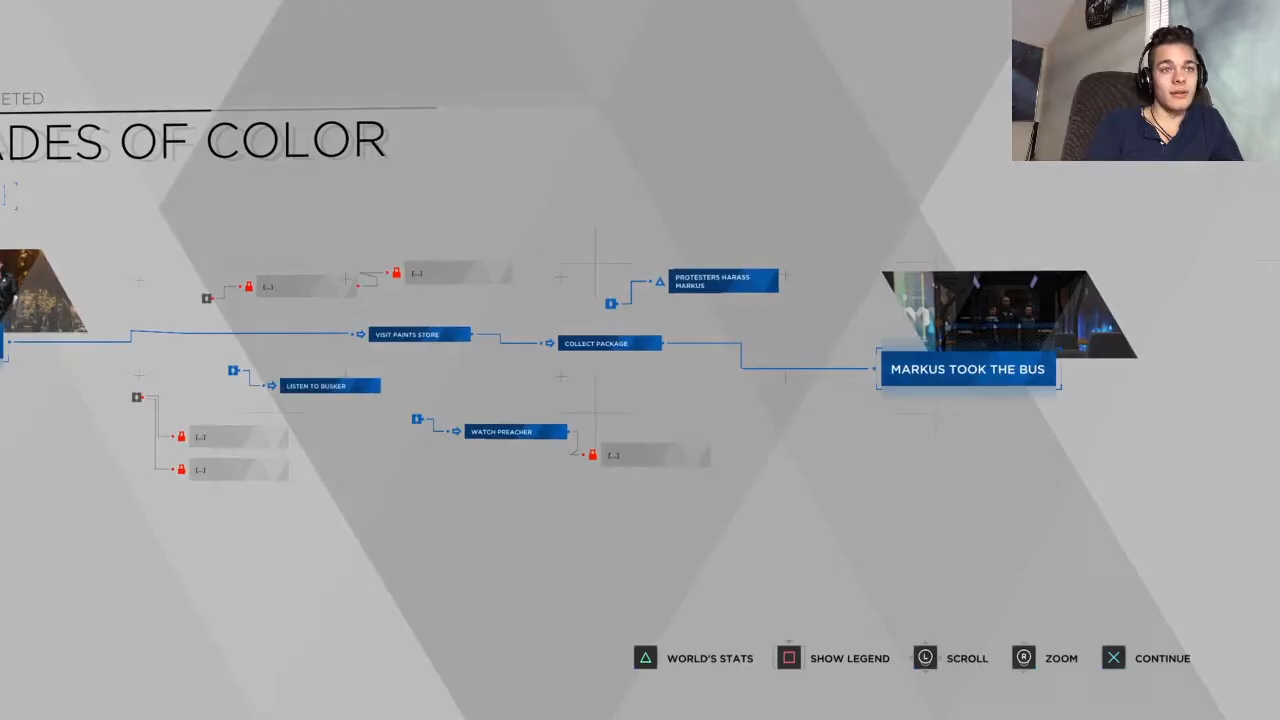 ETED
ADES OF COLOR
[...]
[...]
PROTESTERS HARASS
MARKUS
VISIT PAINTS STORE
COLLECT PACKAGE
MARKUS TOOK THE BUS
LISTEN TO BUSKER
WATCH PREACHER
[...]
[...]
[...]
WORLD'S STATS
SHOW LEGEND
L SCROLL
R ZOOM
CONTINUE